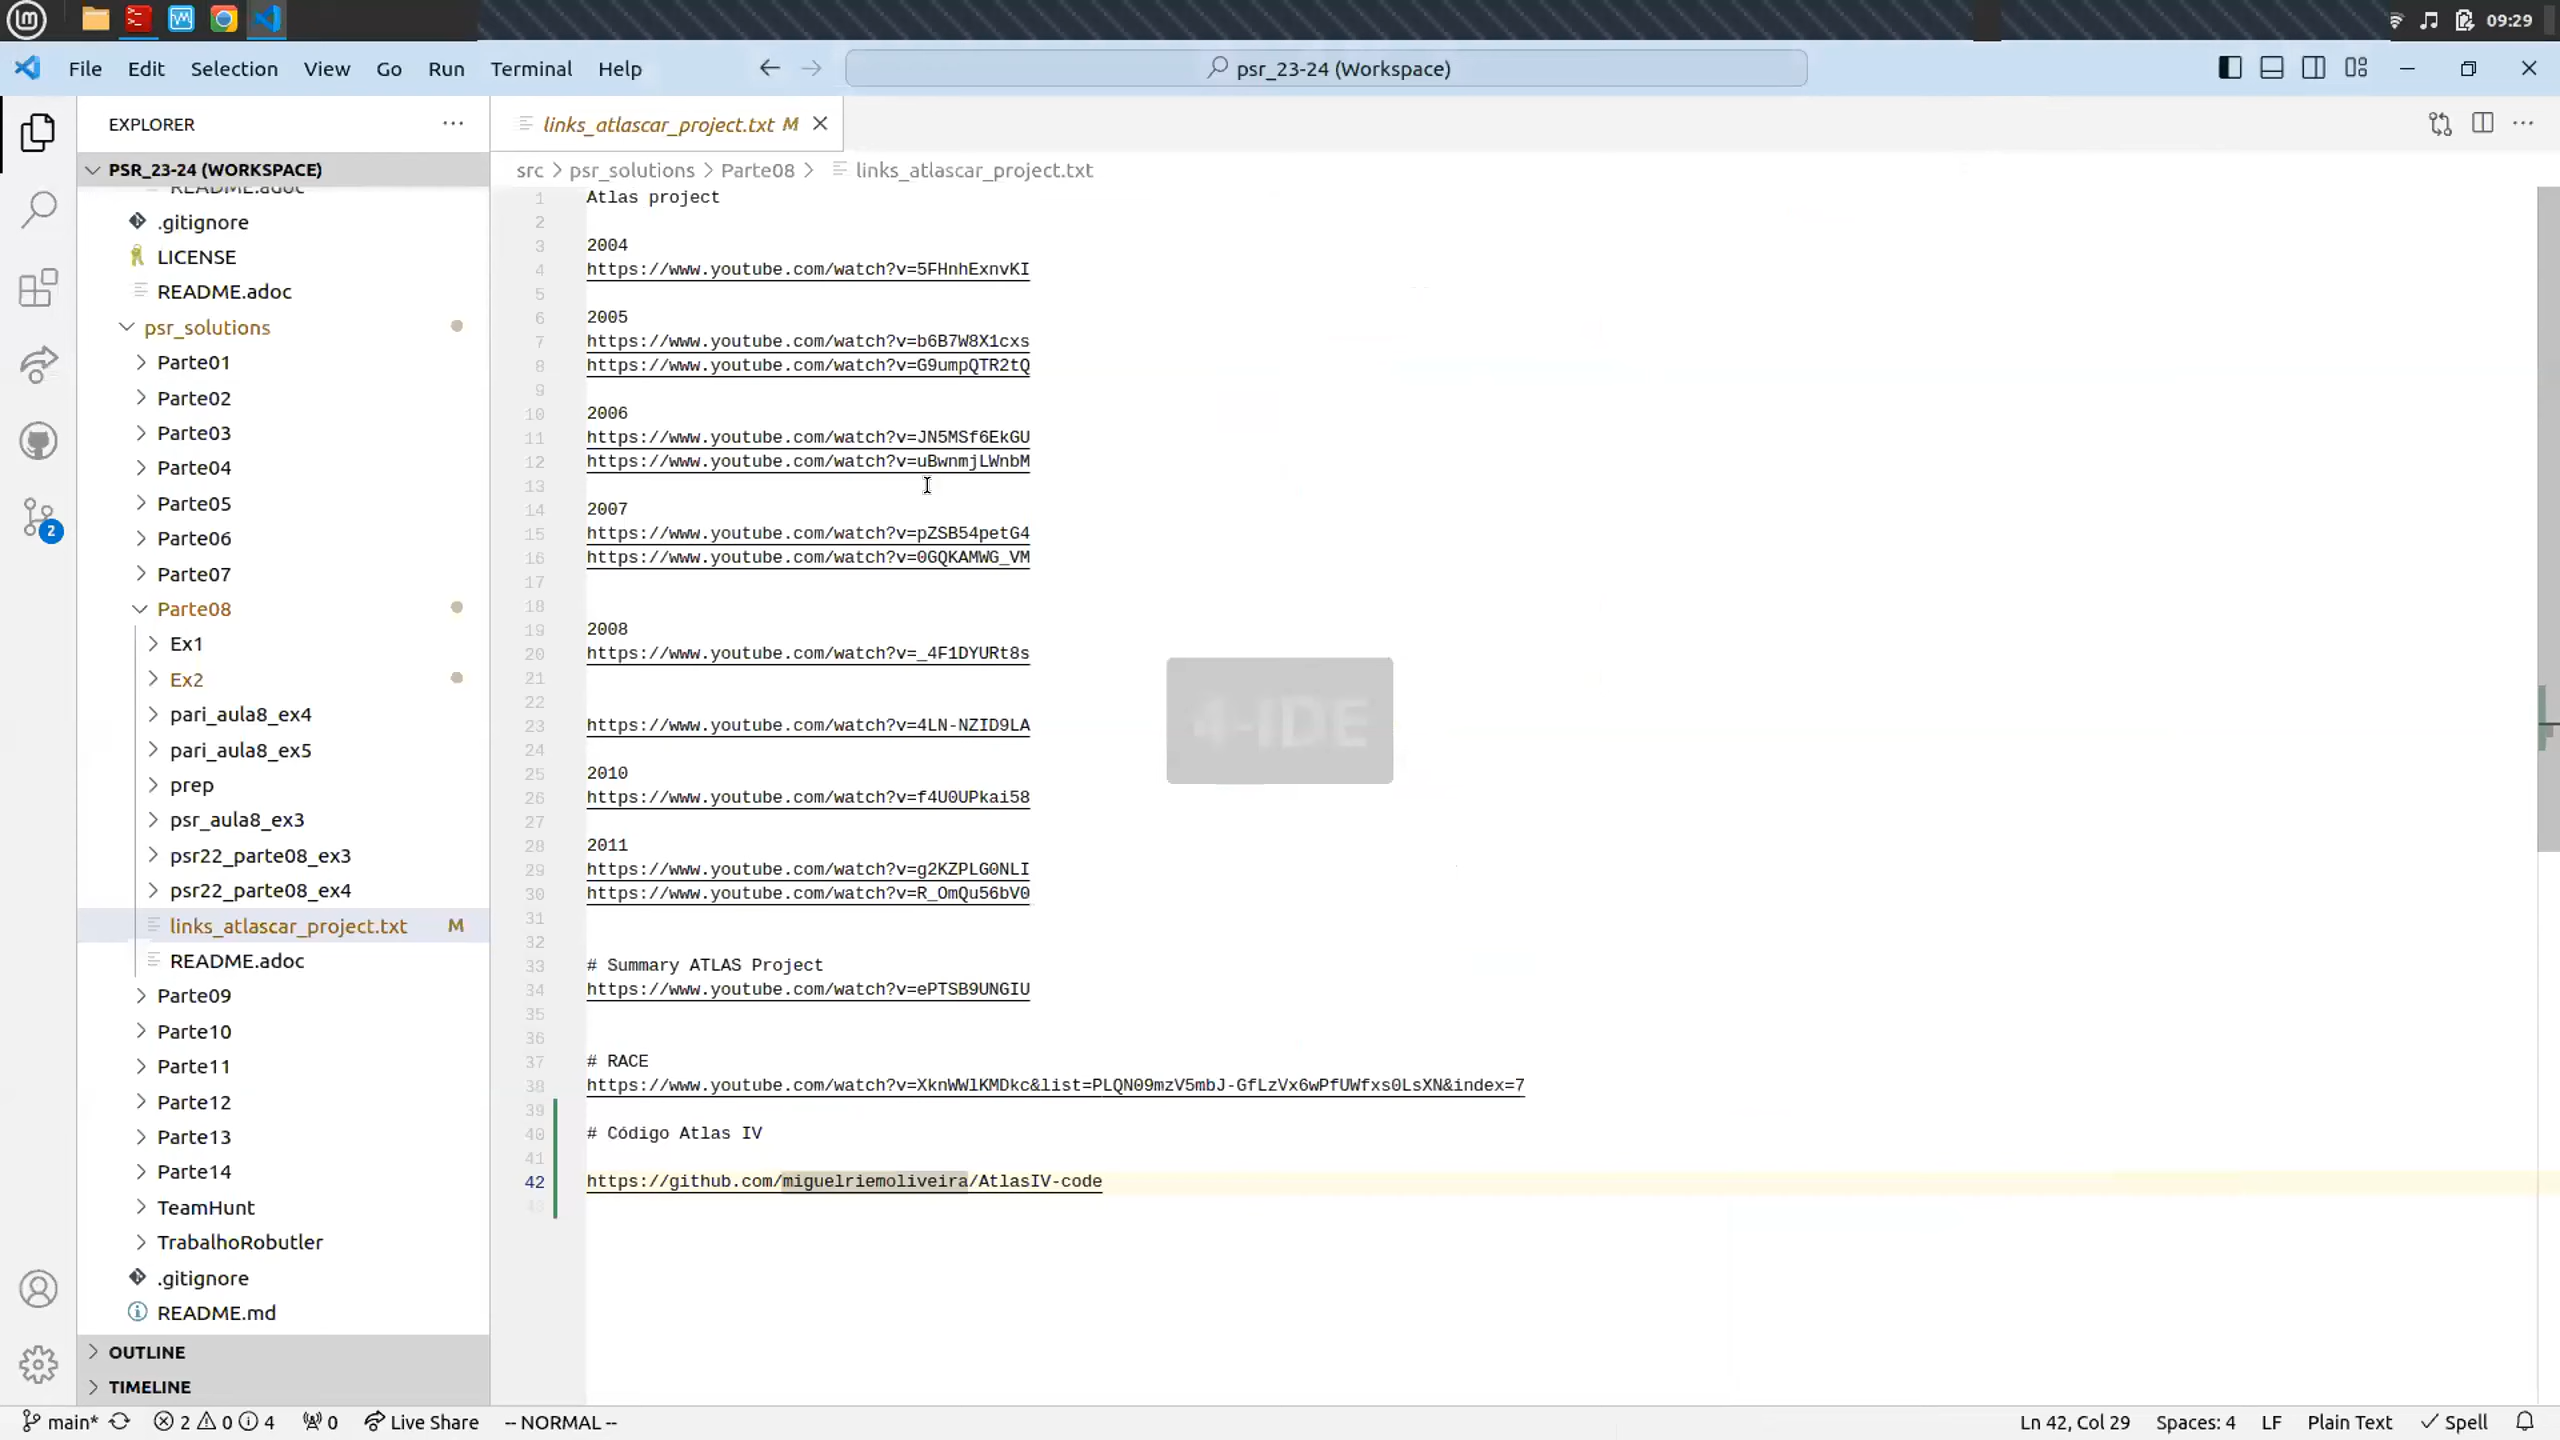 09:29
File Edit Selection View Go Run Terminal Help
psr_23-24 (Workspace)
EXPLORER
links_atlascar_project.txt M
PSR_23-24 (WORKSPACE)
src > psr_solutions > Parte08 > links_atlascar_project.txt
README.adoc
.gitignore
LICENSE
README.adoc
psr_solutions
Parte01
Parte02
Parte03
Parte04
Parte05
Parte06
Parte07
Parte08
Ex1
Ex2
pari_aula8_ex4
pari_aula8_ex5
prep
psr_aula8_ex3
psr22_parte08_ex3
psr22_parte08_ex4
links_atlascar_project.txt M
README.adoc
Parte09
Parte10
Parte11
Parte12
Parte13
Parte14
TeamHunt
TrabalhoRobutler
.gitignore
README.md
OUTLINE
TIMELINE
2
1 Atlas project
2
3 2004
4 https://www.youtube.com/watch?v=5FHnhExnvKI
5
6 2005
7 https://www.youtube.com/watch?v=b6B7W8X1cxs
8 https://www.youtube.com/watch?v=G9umpQTR2tQ
9
10 2006
11 https://www.youtube.com/watch?v=JN5MSf6EkGU
12 https://www.youtube.com/watch?v=uBwnmjLWnbM
13
14 2007
15 https://www.youtube.com/watch?v=pZSB54petG4
16 https://www.youtube.com/watch?v=0GQKAMWG_VM
17
18
19 2008
20 https://www.youtube.com/watch?v=_4F1DYURt8s
21
22
23 https://www.youtube.com/watch?v=4LN-NZID9LA
24
25 2010
26 https://www.youtube.com/watch?v=f4U0UPkai58
27
28 2011
29 https://www.youtube.com/watch?v=g2KZPLG0NLI
30 https://www.youtube.com/watch?v=R_OmQu56bV0
31
32
33 # Summary ATLAS Project
34 https://www.youtube.com/watch?v=ePTSB9UNGIU
35
36
37 # RACE
38 https://www.youtube.com/watch?v=XknWWlKMDkc&list=PLQN09mzV5mbJ-GfLzVx6wPfUWfxs0LsXN&index=7
39
40 # Código Atlas IV
41
42 https://github.com/miguelriemoliveira/AtlasIV-code
43
4-IDE
main* 2 0 4 0 Live Share -- NORMAL -- Ln 42, Col 29 Spaces: 4 LF Plain Text Spell